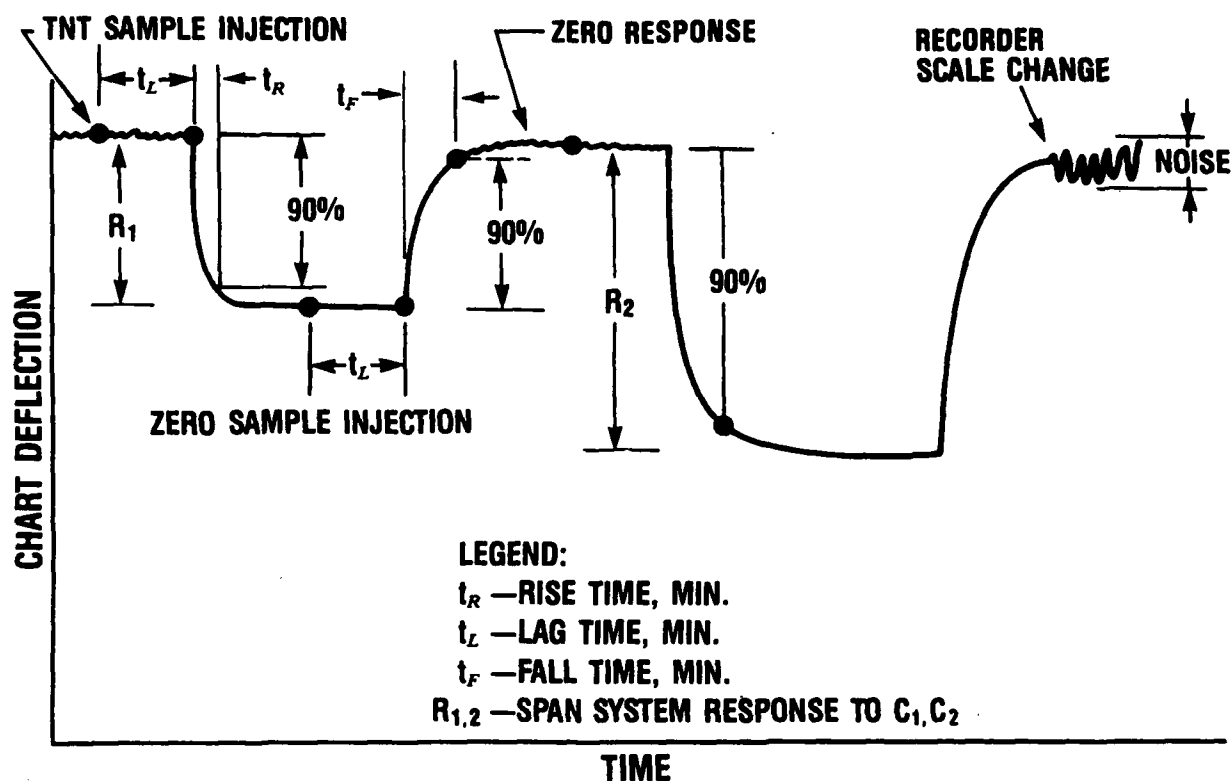 TNT SAMPLE INJECTION
ZERO RESPONSE
RECORDER
SCALE CHANGE
t_L
t_R
t_F
NOISE
R₁
90%
90%
R₂
90%
t_L
ZERO SAMPLE INJECTION
CHART DEFLECTION
LEGEND:
t_R —RISE TIME, MIN.
t_L —LAG TIME, MIN.
t_F —FALL TIME, MIN.
R₁,₂ —SPAN SYSTEM RESPONSE TO C₁,C₂
TIME